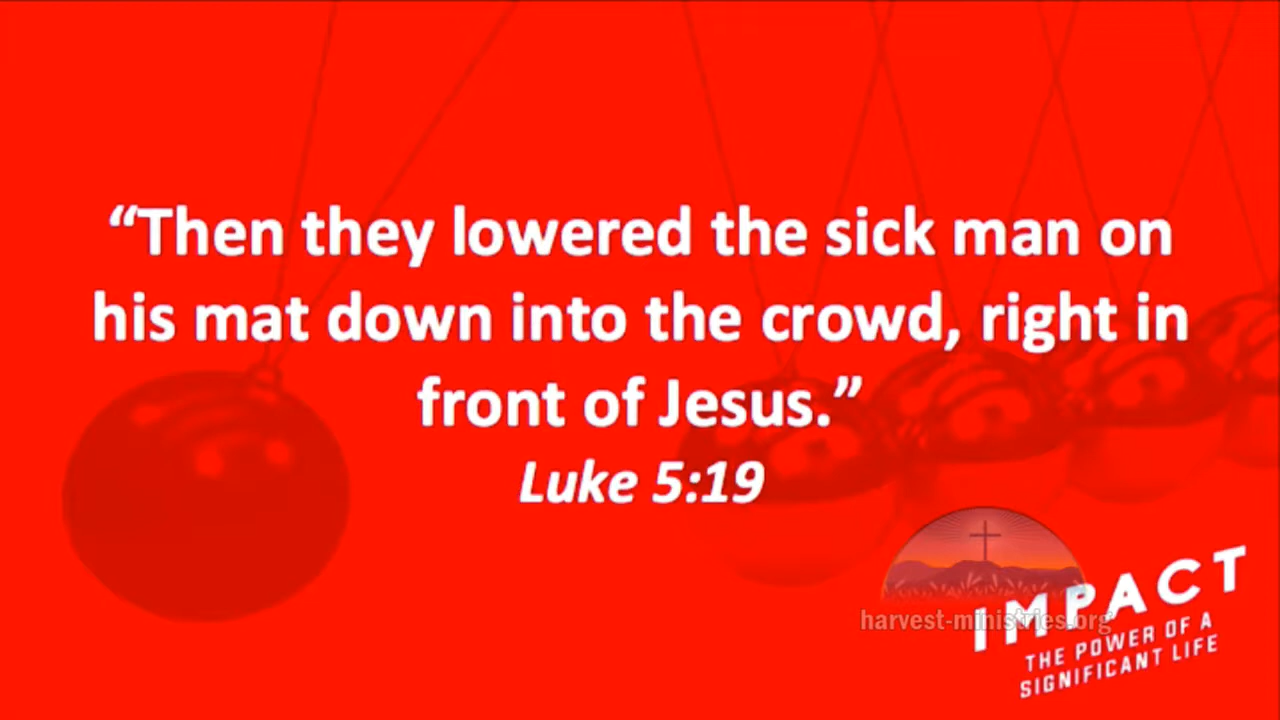 “Then they lowered the sick man on
his mat down into the crowd, right in
front of Jesus.”
Luke 5:19
IMPACT
harvest-ministries.org
THE POWER OF A
SIGNIFICANT LIFE